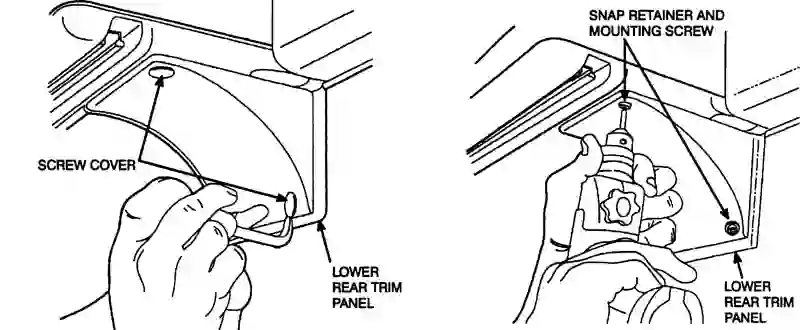 SCREW COVER
LOWER
REAR TRIM
PANEL
SNAP RETAINER AND
MOUNTING SCREW
LOWER
REAR TRIM
PANEL